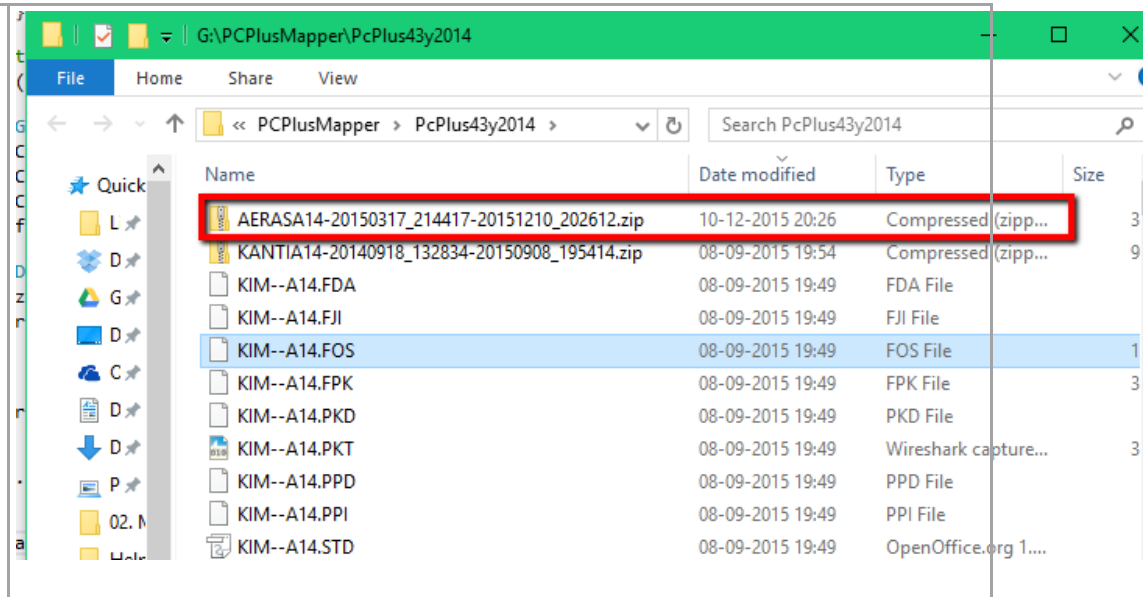 G:\PCPlusMapper\PcPlus43y2014
File Home Share View
« PCPlusMapper > PcPlus43y2014 > Search PcPlus43y2014
Name Date modified Type Size
Quick
AERASA14-20150317_214417-20151210_202612.zip 10-12-2015 20:26 Compressed (zipp... 3
KANTIA14-20140918_132834-20150908_195414.zip 08-09-2015 19:54 Compressed (zipp... 9
KIM--A14.FDA 08-09-2015 19:49 FDA File
KIM--A14.FJI 08-09-2015 19:49 FJI File
KIM--A14.FOS 08-09-2015 19:49 FOS File 1
KIM--A14.FPK 08-09-2015 19:49 FPK File 3
KIM--A14.PKD 08-09-2015 19:49 PKD File
KIM--A14.PKT 08-09-2015 19:49 Wireshark capture... 3
KIM--A14.PPD 08-09-2015 19:49 PPD File
KIM--A14.PPI 08-09-2015 19:49 PPI File
02.
KIM--A14.STD 08-09-2015 19:49 OpenOffice.org 1....